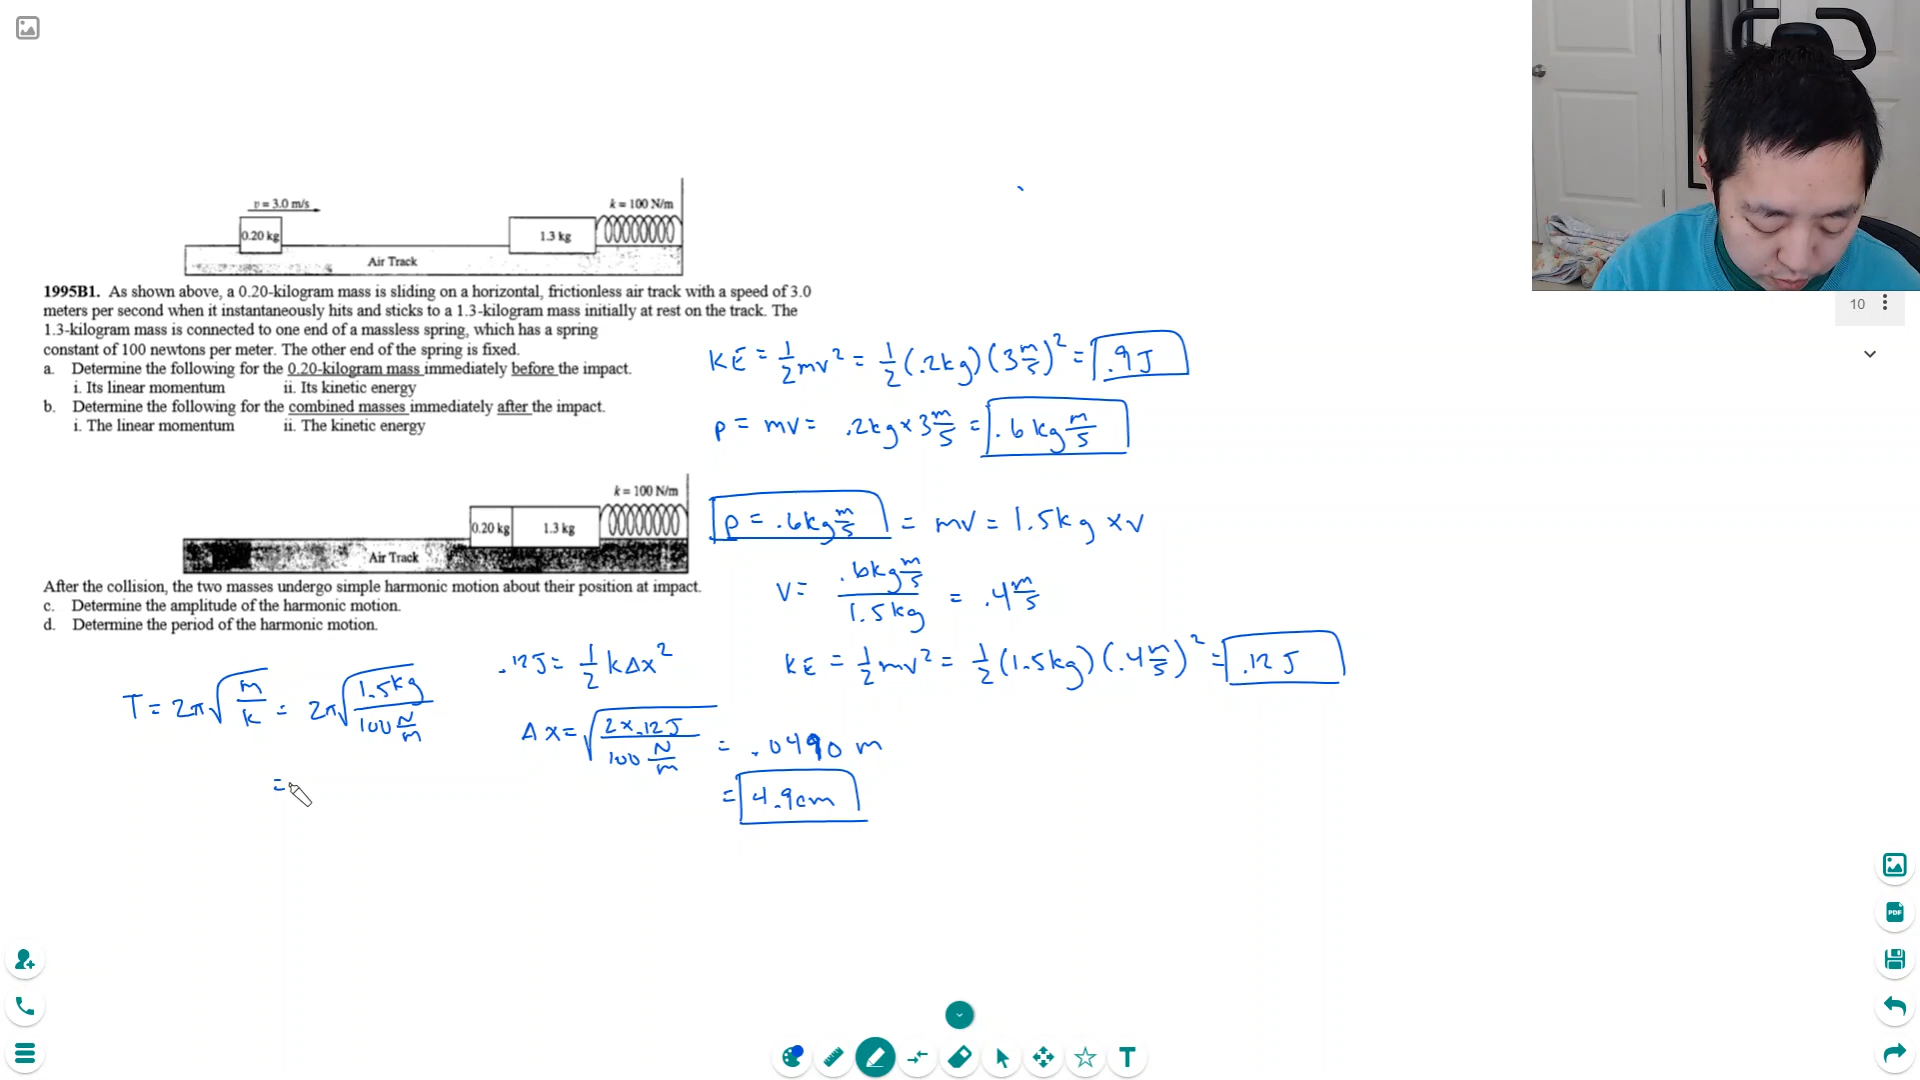 v = 3.0 m/s
k = 100 N/m
0.20 kg
1.3 kg
Air Track
1995B1. As shown above, a 0.20-kilogram mass is sliding on a horizontal, frictionless air track with a speed of 3.0
meters per second when it instantaneously hits and sticks to a 1.3-kilogram mass initially at rest on the track. The
1.3-kilogram mass is connected to one end of a massless spring, which has a spring
constant of 100 newtons per meter. The other end of the spring is fixed.
a. Determine the following for the 0.20-kilogram mass immediately before the impact.
i. Its linear momentum ii. Its kinetic energy
b. Determine the following for the combined masses immediately after the impact.
i. The linear momentum ii. The kinetic energy
10
KE = 1/2 mv² = 1/2 (.2kg)(3 m/s)² = .9J
p = mv = .2kg × 3 m/s = .6 kg m/s
k = 100 N/m
0.20 kg 1.3 kg
Air Track
p = .6kg m/s = mv = 1.5kg × v
v = .6kg m/s / 1.5kg = .4 m/s
After the collision, the two masses undergo simple harmonic motion about their position at impact.
c. Determine the amplitude of the harmonic motion.
d. Determine the period of the harmonic motion.
KE = 1/2 mv² = 1/2 (1.5kg)(.4 m/s)² = .12 J
.12J = 1/2 kΔx²
T = 2π√(m/k) = 2π√(1.5kg / 100 N/m)
=
Δx = √(2×.12J / 100 N/m) = .0490 m
= 4.9cm
PDF
T